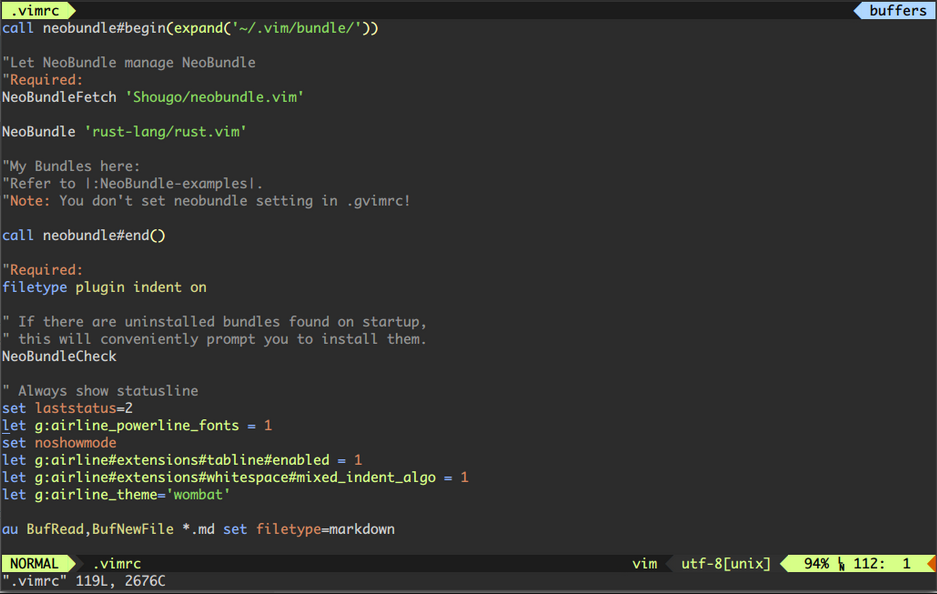 .vimrc buffers
call neobundle#begin(expand('~/.vim/bundle/'))
"Let NeoBundle manage NeoBundle
"Required:
NeoBundleFetch 'Shougo/neobundle.vim'
NeoBundle 'rust-lang/rust.vim'
"My Bundles here:
"Refer to |:NeoBundle-examples|.
"Note: You don't set neobundle setting in .gvimrc!
call neobundle#end()
"Required:
filetype plugin indent on
" If there are uninstalled bundles found on startup,
" this will conveniently prompt you to install them.
NeoBundleCheck
" Always show statusline
set laststatus=2
let g:airline_powerline_fonts = 1
set noshowmode
let g:airline#extensions#tabline#enabled = 1
let g:airline#extensions#whitespace#mixed_indent_algo = 1
let g:airline_theme='wombat'
au BufRead,BufNewFile *.md set filetype=markdown
NORMAL .vimrc vim utf-8[unix] 94% LN 112: 1
".vimrc" 119L, 2676C